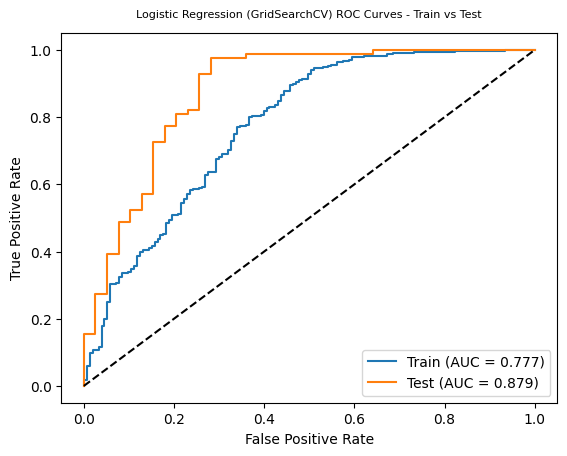 Logistic Regression (GridSearchCV) ROC Curves - Train vs Test
1.0
0.8
0.6
0.4
0.2
0.0
True Positive Rate
0.0 0.2 0.4 0.6 0.8 1.0
False Positive Rate
Train (AUC = 0.777)
Test (AUC = 0.879)